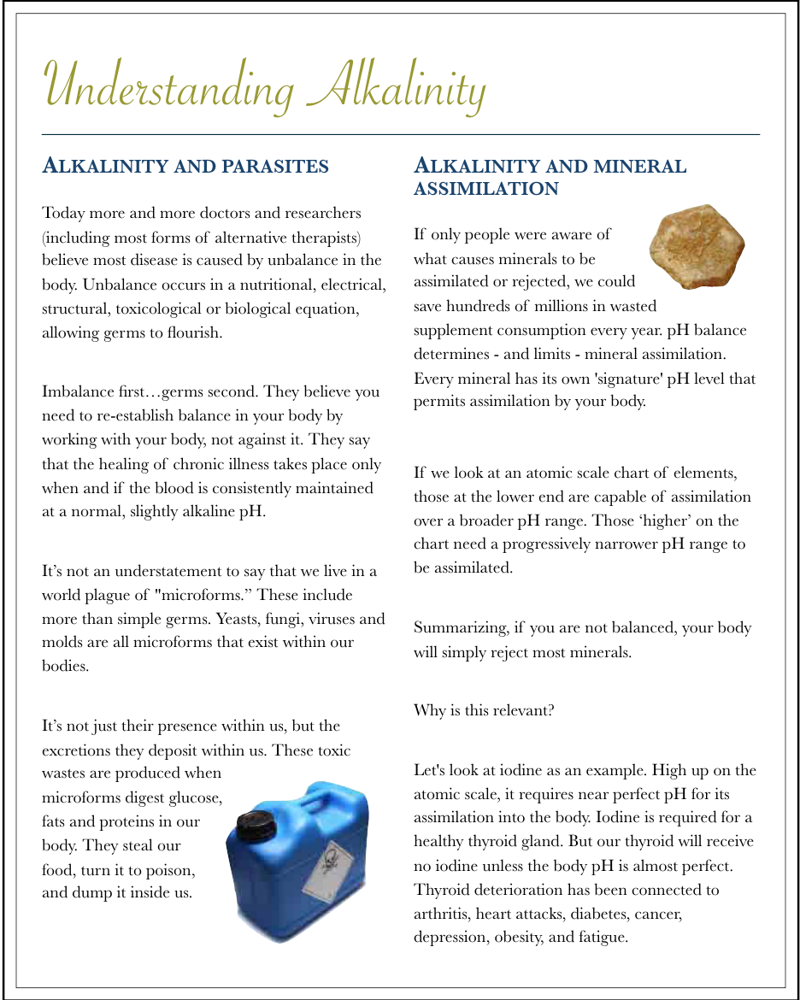 Understanding Alkalinity
ALKALINITY AND PARASITES
Today more and more doctors and researchers
(including most forms of alternative therapists)
believe most disease is caused by unbalance in the
body. Unbalance occurs in a nutritional, electrical,
structural, toxicological or biological equation,
allowing germs to flourish.
Imbalance first…germs second. They believe you
need to re-establish balance in your body by
working with your body, not against it. They say
that the healing of chronic illness takes place only
when and if the blood is consistently maintained
at a normal, slightly alkaline pH.
It’s not an understatement to say that we live in a
world plague of "microforms.” These include
more than simple germs. Yeasts, fungi, viruses and
molds are all microforms that exist within our
bodies.
It’s not just their presence within us, but the
excretions they deposit within us. These toxic
wastes are produced when
microforms digest glucose,
fats and proteins in our
body. They steal our
food, turn it to poison,
and dump it inside us.
ALKALINITY AND MINERAL
ASSIMILATION
If only people were aware of
what causes minerals to be
assimilated or rejected, we could
save hundreds of millions in wasted
supplement consumption every year. pH balance
determines - and limits - mineral assimilation.
Every mineral has its own 'signature' pH level that
permits assimilation by your body.
If we look at an atomic scale chart of elements,
those at the lower end are capable of assimilation
over a broader pH range. Those ‘higher’ on the
chart need a progressively narrower pH range to
be assimilated.
Summarizing, if you are not balanced, your body
will simply reject most minerals.
Why is this relevant?
Let's look at iodine as an example. High up on the
atomic scale, it requires near perfect pH for its
assimilation into the body. Iodine is required for a
healthy thyroid gland. But our thyroid will receive
no iodine unless the body pH is almost perfect.
Thyroid deterioration has been connected to
arthritis, heart attacks, diabetes, cancer,
depression, obesity, and fatigue.